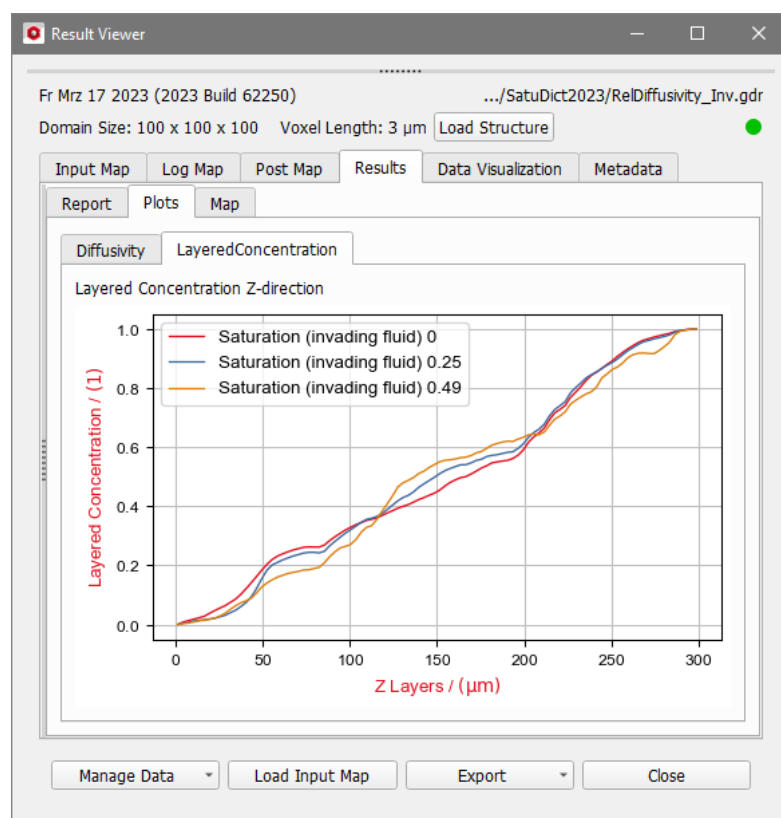 Result Viewer
Fr Mrz 17 2023 (2023 Build 62250) .../SatuDict2023/RelDiffusivity_Inv.gdr
Domain Size: 100 x 100 x 100 Voxel Length: 3 µm Load Structure
Input Map Log Map Post Map Results Data Visualization Metadata
Report Plots Map
Diffusivity LayeredConcentration
Layered Concentration Z-direction
Layered Concentration / (1)
1.0
0.8
0.6
0.4
0.2
0.0
Saturation (invading fluid) 0
Saturation (invading fluid) 0.25
Saturation (invading fluid) 0.49
0 50 100 150 200 250 300
Z Layers / (µm)
Manage Data Load Input Map Export Close